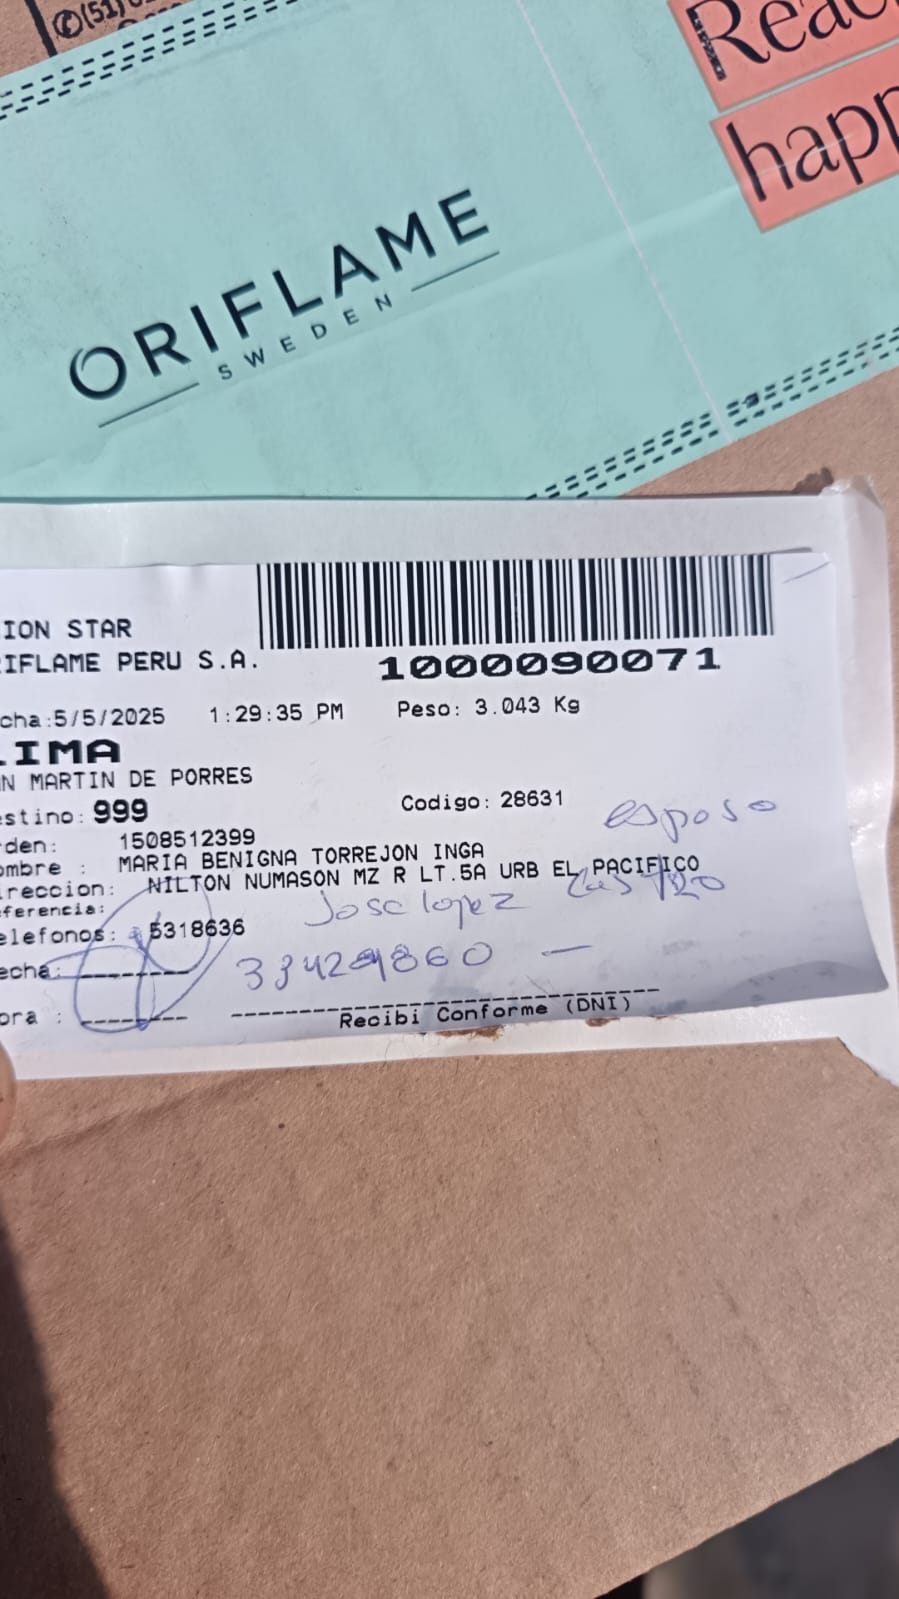 ORIFLAME
SWEDEN
happ
ION STAR
IFLAME PERU S.A.
1000090071
cha:5/5/2025 1:29:35 PM Peso: 3.043 Kg
LIMA
N MARTIN DE PORRES
stino: 999 Codigo: 28631
esposo
den: 1508512399
ombre : MARIA BENIGNA TORREJON INGA
reccion: NILTON NUMASON MZ R LT.5A URB EL PACIFICO
ferencia:
Jose lopez Castro
elefonos: 5318636
echa:
ora :
Recibi Conforme (DNI)